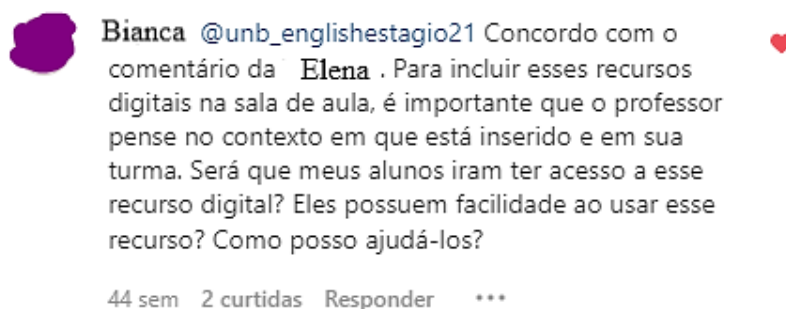 Bianca @unb_englishestagio21 Concordo com o
comentário da Elena . Para incluir esses recursos
digitais na sala de aula, é importante que o professor
pense no contexto em que está inserido e em sua
turma. Será que meus alunos iram ter acesso a esse
recurso digital? Eles possuem facilidade ao usar esse
recurso? Como posso ajudá-los?
44 sem 2 curtidas Responder ...